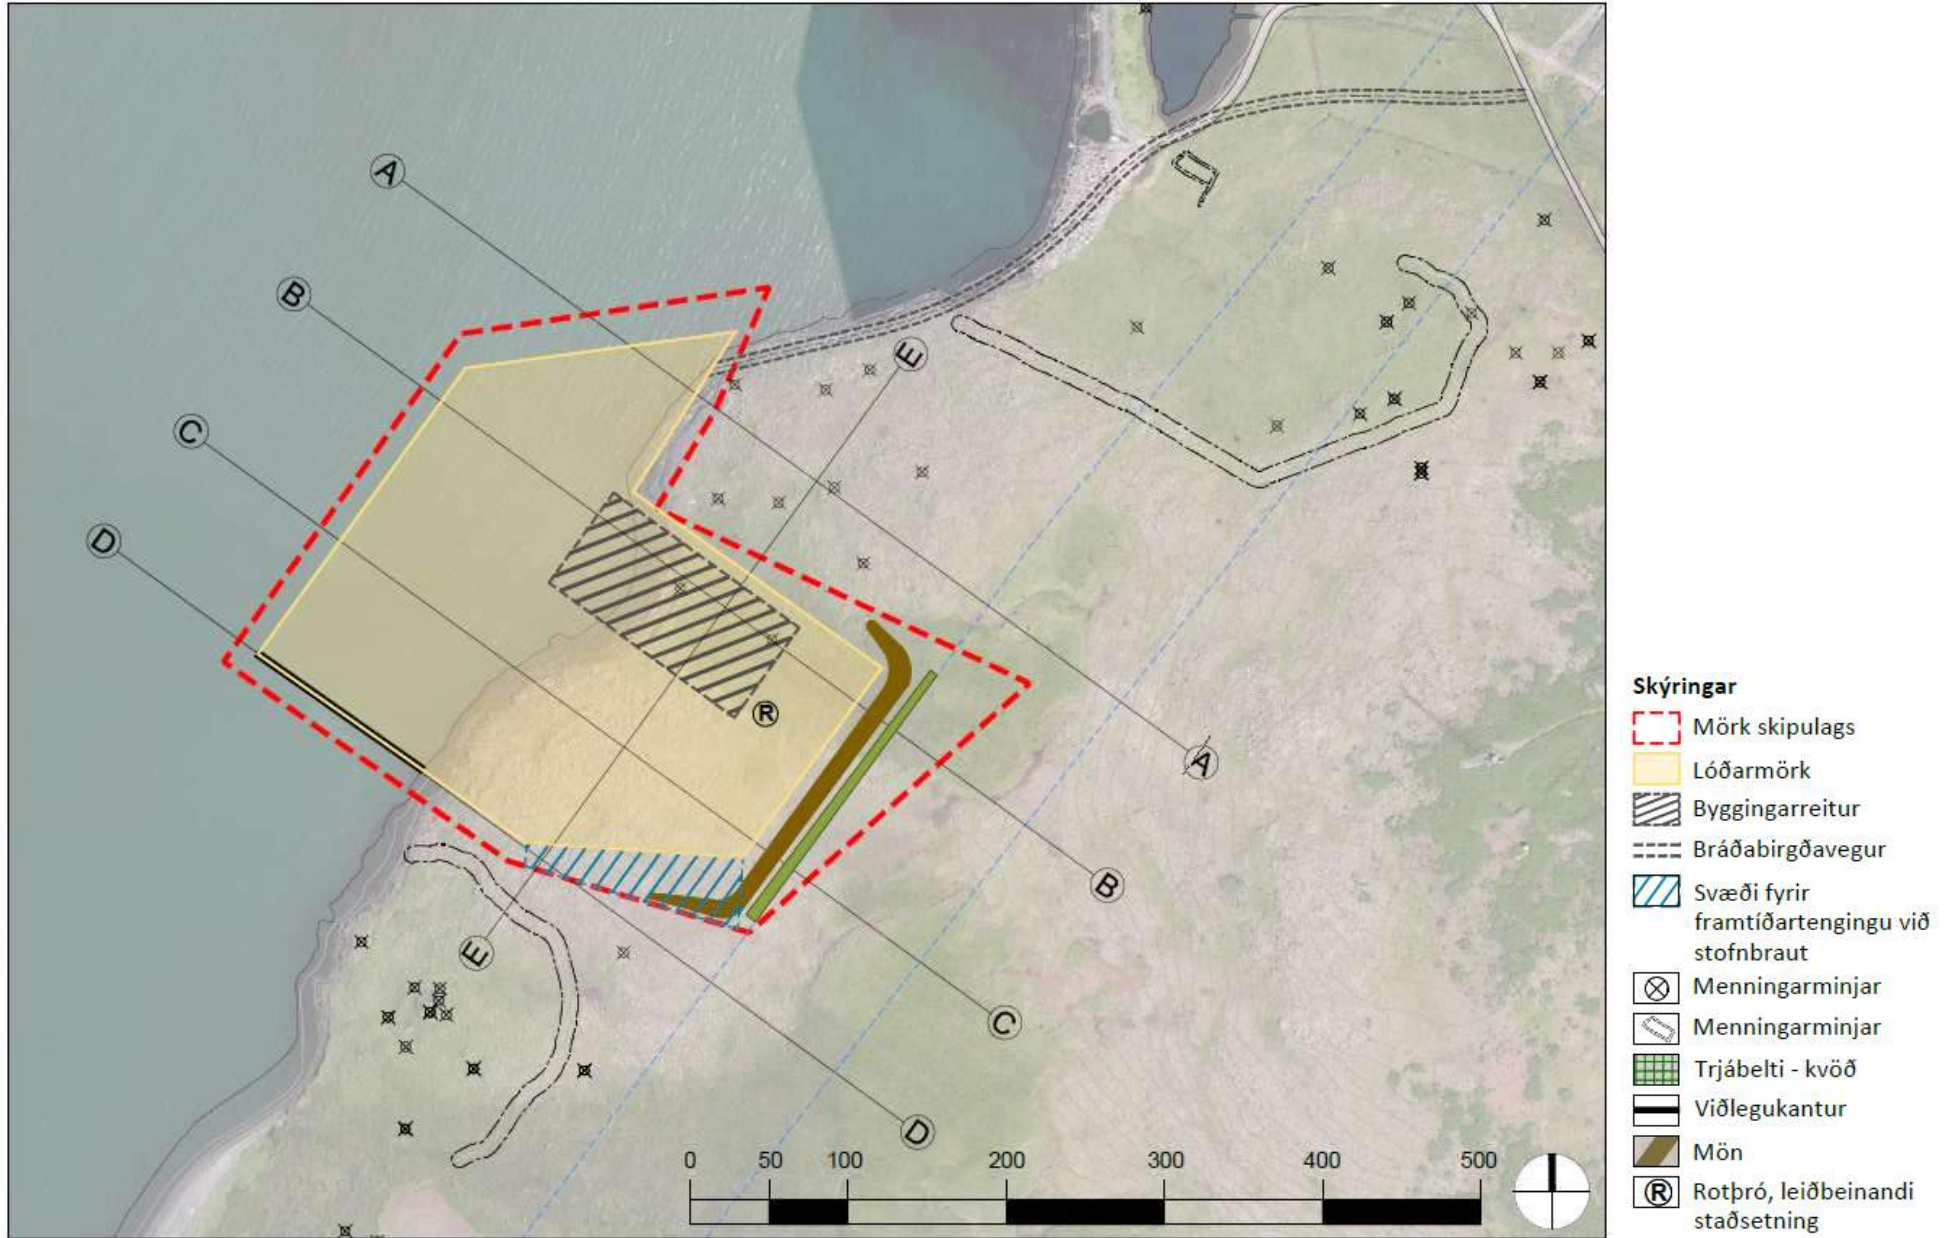 A
B
E
C
D
A
B
E
C
D
R
0 50 100 200 300 400 500
Skýringar
Mörk skipulags
Lóðarmörk
Byggingarreitur
Bráðabirgðavegur
Svæði fyrir
framtíðartengingu við
stofnbraut
Menningarminjar
Menningarminjar
Trjábelti - kvöð
Viðlegukantur
Mön
R Rotþró, leiðbeinandi
staðsetning